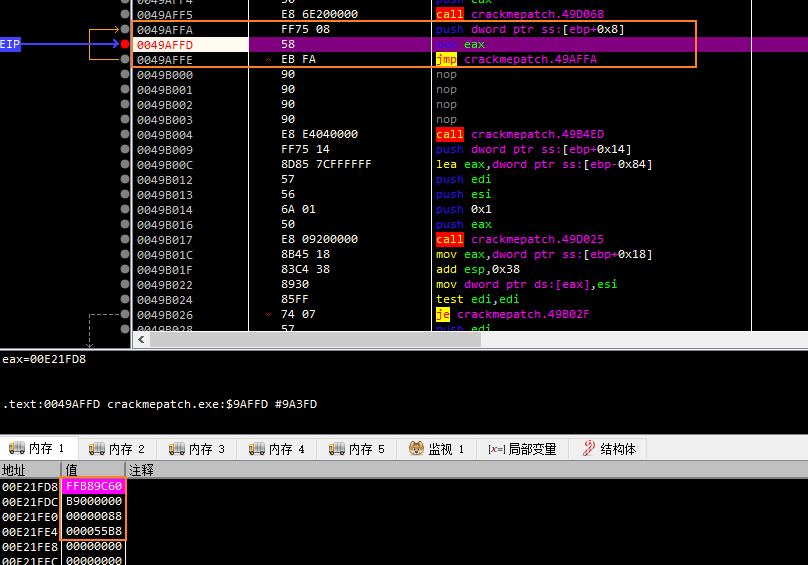 0049AFF5 E8 6E200000 call crackmepatch.49D068
0049AFFA FF75 08 push dword ptr ss:[ebp+0x8]
EIP 0049AFFD 58 pop eax
0049AFFE EB FA jmp crackmepatch.49AFFA
0049B000 90 nop
0049B001 90 nop
0049B002 90 nop
0049B003 90 nop
0049B004 E8 E4040000 call crackmepatch.49B4ED
0049B009 FF75 14 push dword ptr ss:[ebp+0x14]
0049B00C 8D85 7CFFFFFF lea eax,dword ptr ss:[ebp-0x84]
0049B012 57 push edi
0049B013 56 push esi
0049B014 6A 01 push 0x1
0049B016 50 push eax
0049B017 E8 09200000 call crackmepatch.49D025
0049B01C 8B45 18 mov eax,dword ptr ss:[ebp+0x18]
0049B01F 83C4 38 add esp,0x38
0049B022 8930 mov dword ptr ds:[eax],esi
0049B024 85FF test edi,edi
0049B026 74 07 je crackmepatch.49B02F
0049B028 57 push edi
eax=00E21FD8
.text:0049AFFD crackmepatch.exe:$9AFFD #9A3FD
内存 1 内存 2 内存 3 内存 4 内存 5 监视 1 [x=] 局部变量 结构体
地址 值 注释
00E21FD8 FFB89C60
00E21FDC B9000000
00E21FE0 00000088
00E21FE4 000055B8
00E21FE8 00000000
00E21FEC 00000000